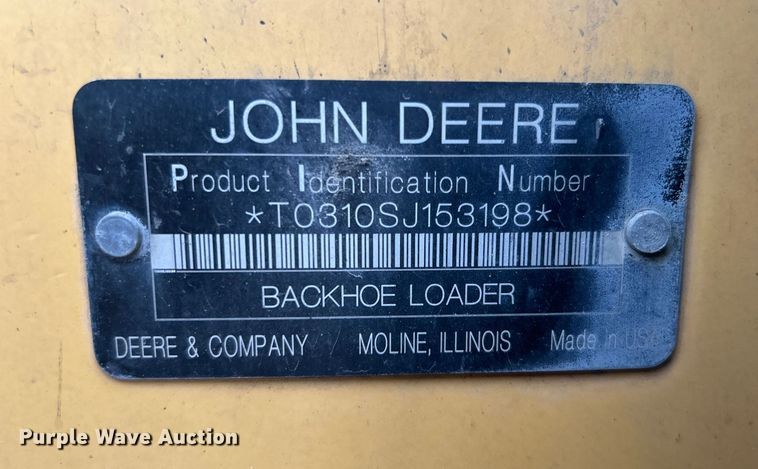 JOHN DEERE
Product Identification Number
*T0310SJ153198*
BACKHOE LOADER
DEERE & COMPANY MOLINE, ILLINOIS Made in USA
Purple Wave Auction